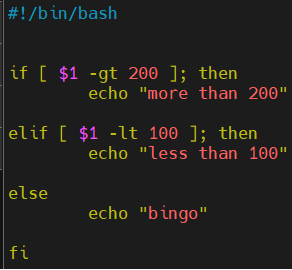 #!/bin/bash
if [ $1 -gt 200 ]; then
        echo "more than 200"
elif [ $1 -lt 100 ]; then
        echo "less than 100"
else
        echo "bingo"
fi